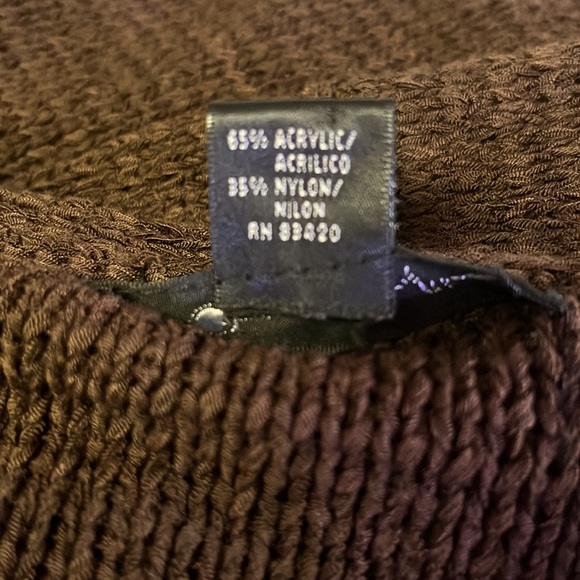 65% ACRYLIC/
ACRILICO
35% NYLON/
NILON
RN 83420